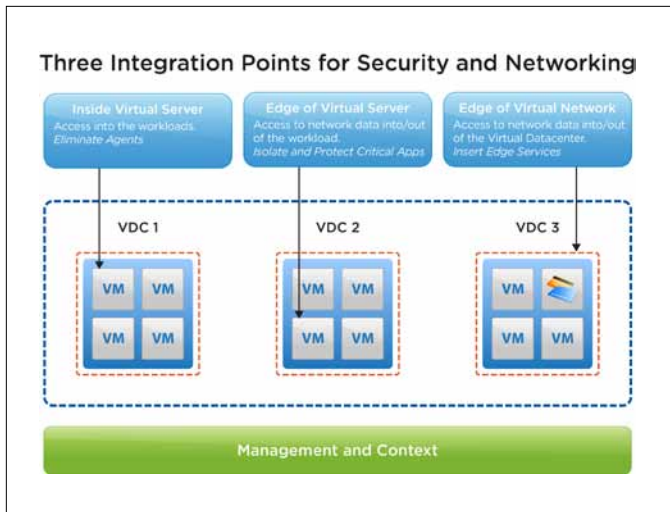 Three Integration Points for Security and Networking
Inside Virtual Server
Access into the workloads.
Eliminate Agents
Edge of Virtual Server
Access to network data into/out
of the workload.
Isolate and Protect Critical Apps
Edge of Virtual Network
Access to network data into/out
of the Virtual Datacenter.
Insert Edge Services
VDC 1
VDC 2
VDC 3
VM VM
VM VM
VM VM
VM VM
VM
VM VM
Management and Context